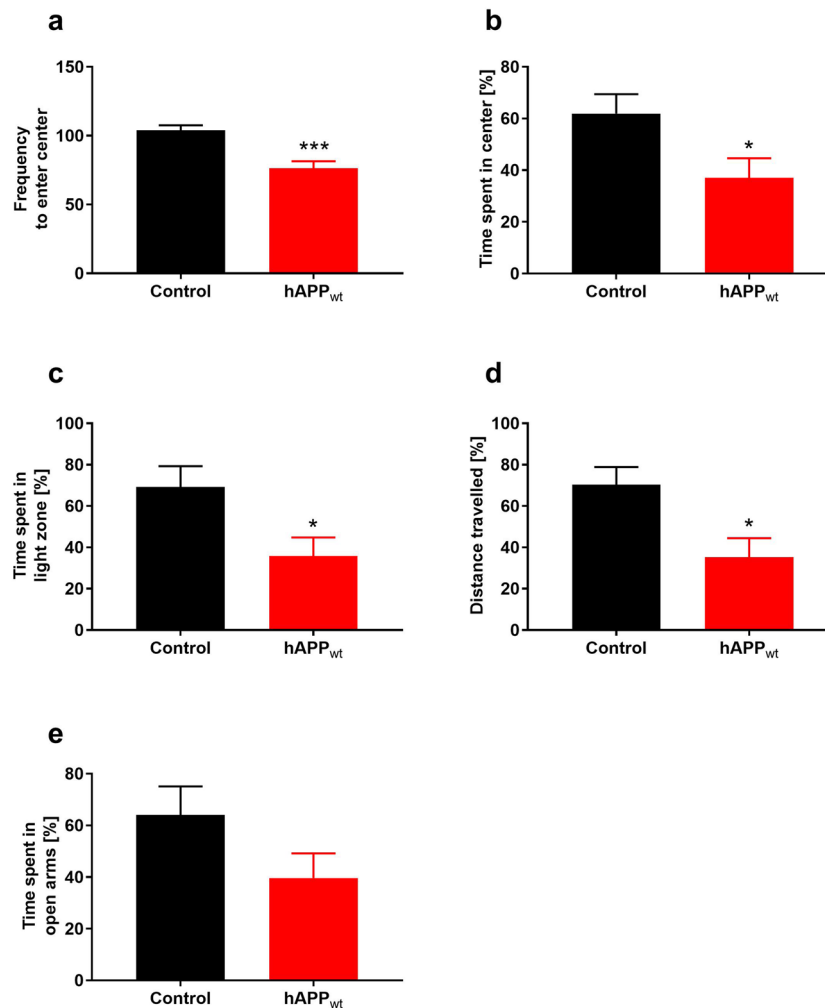 a
Frequency
to enter center
150
100
50
0
***
Control
hAPPwt
b
Time spent in center [%]
80
60
40
20
0
*
Control
hAPPwt
c
Time spent in
light zone [%]
100
80
60
40
20
0
*
Control
hAPPwt
d
Distance travelled [%]
100
80
60
40
20
0
*
Control
hAPPwt
e
Time spent in
open arms [%]
80
60
40
20
0
Control
hAPPwt